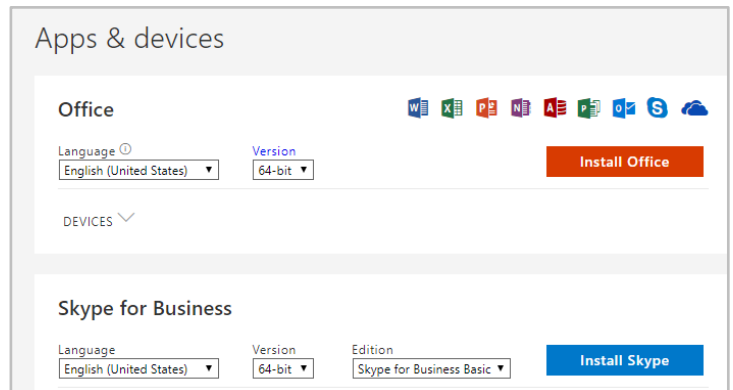 Apps & devices
Office
Language Version
English (United States) 64-bit Install Office
DEVICES
Skype for Business
Language Version Edition
English (United States) 64-bit Skype for Business Basic Install Skype